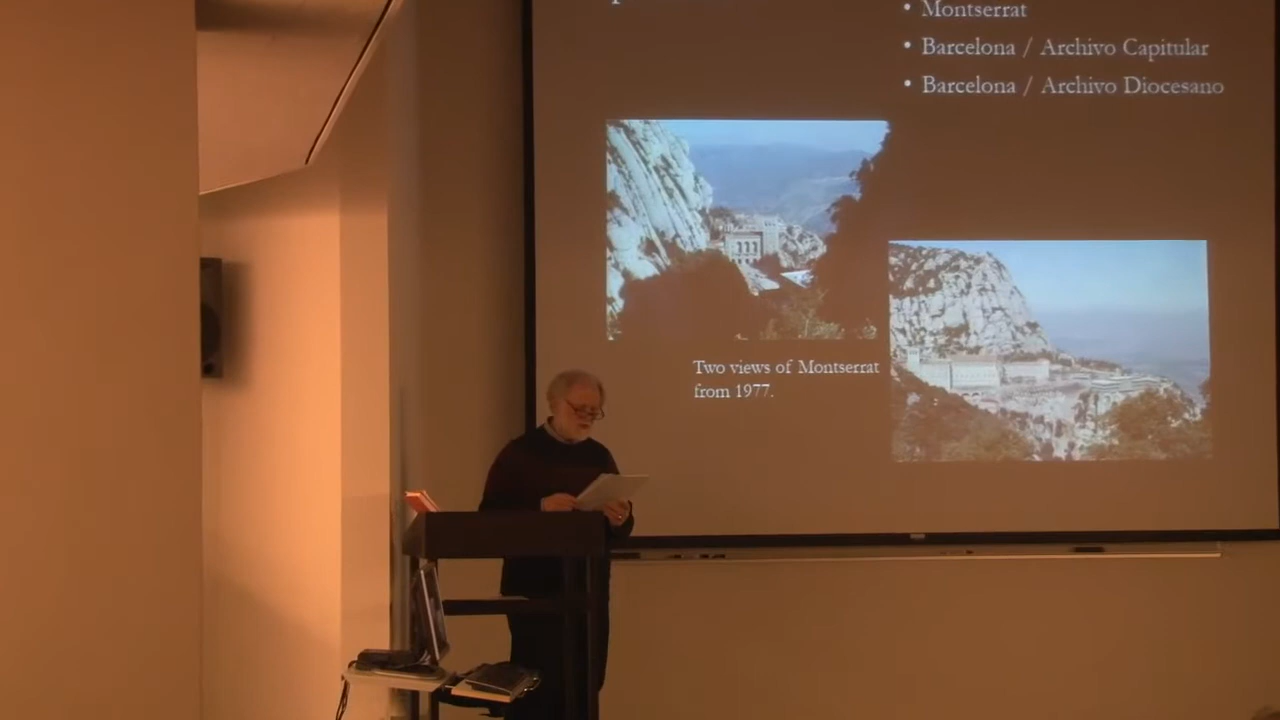 • Montserrat
• Barcelona / Archivo Capitular
• Barcelona / Archivo Diocesano
Two views of Montserrat
from 1977.